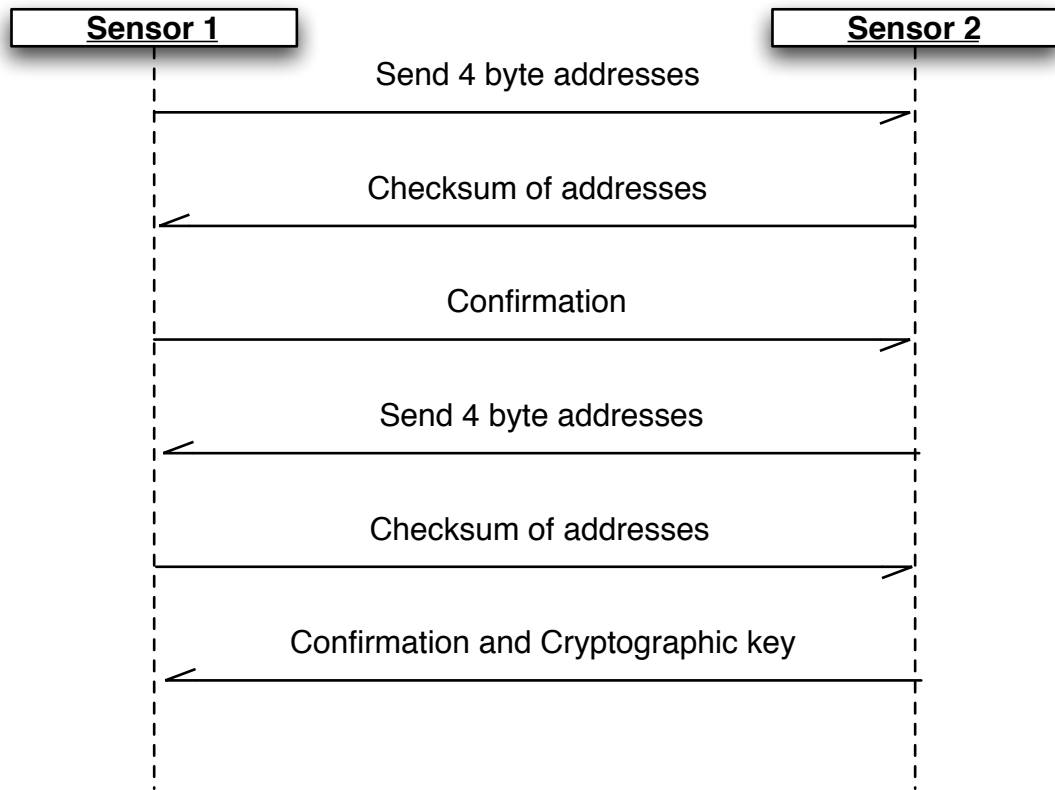 Sensor 1
Sensor 2
Send 4 byte addresses
Checksum of addresses
Confirmation
Send 4 byte addresses
Checksum of addresses
Confirmation and Cryptographic key